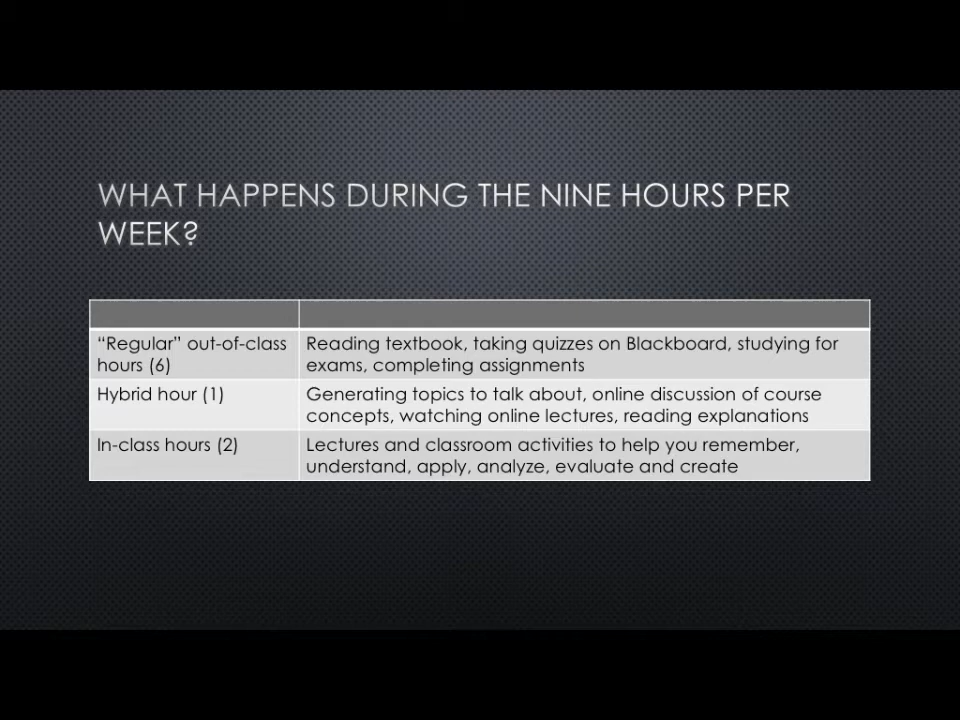 WHAT HAPPENS DURING THE NINE HOURS PER
WEEK?
“Regular” out-of-class
hours (6)
Reading textbook, taking quizzes on Blackboard, studying for
exams, completing assignments
Hybrid hour (1)
Generating topics to talk about, online discussion of course
concepts, watching online lectures, reading explanations
In-class hours (2)
Lectures and classroom activities to help you remember,
understand, apply, analyze, evaluate and create